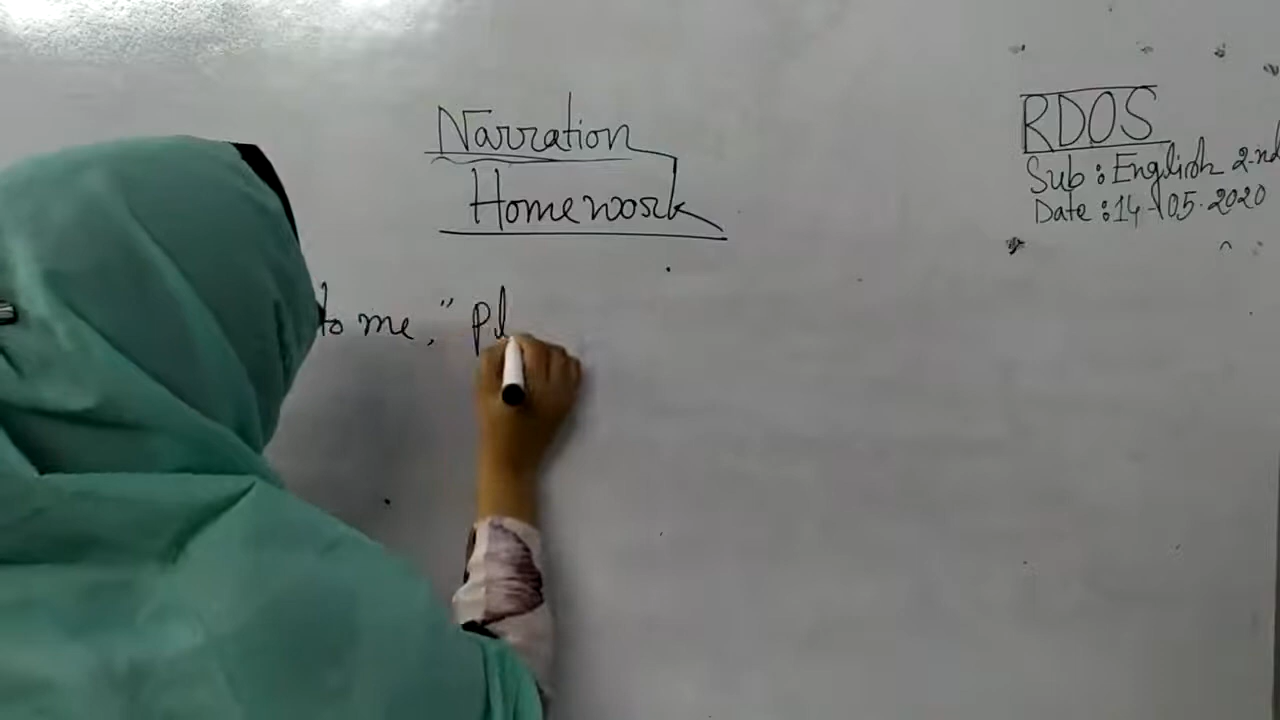 Narration
Homework
RDOS
Sub : English 2nd
Date : 14-05-2020
to me, " Pl